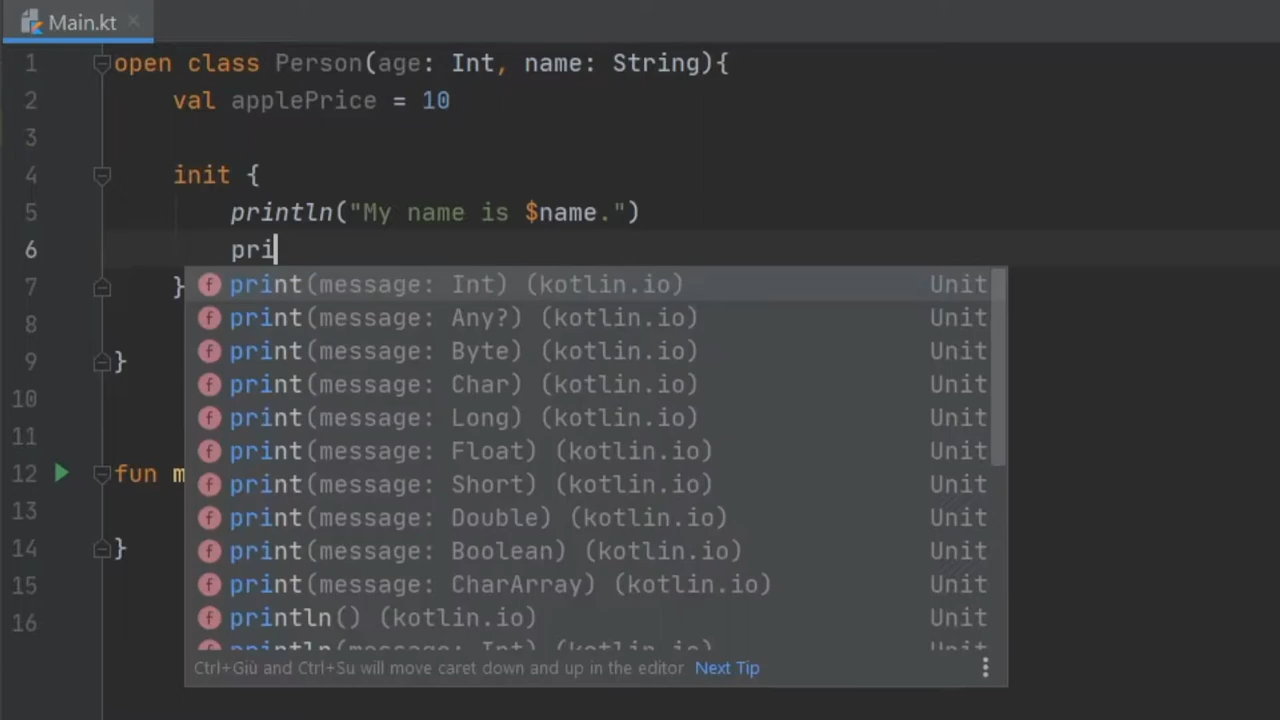 Main.kt
1 open class Person(age: Int, name: String){
2 val applePrice = 10
3
4 init {
5 println("My name is $name.")
6 pri
print(message: Int) (kotlin.io) Unit
7 }
print(message: Any?) (kotlin.io) Unit
8
print(message: Byte) (kotlin.io) Unit
9 }
print(message: Char) (kotlin.io) Unit
10
print(message: Long) (kotlin.io) Unit
11
print(message: Float) (kotlin.io) Unit
12 fun m
print(message: Short) (kotlin.io) Unit
13
print(message: Double) (kotlin.io) Unit
14 }
print(message: Boolean) (kotlin.io) Unit
15
print(message: CharArray) (kotlin.io) Unit
16
println() (kotlin.io) Unit
println(message: Int) (kotlin.io) Unit
Ctrl+Giù and Ctrl+Su will move caret down and up in the editor Next Tip